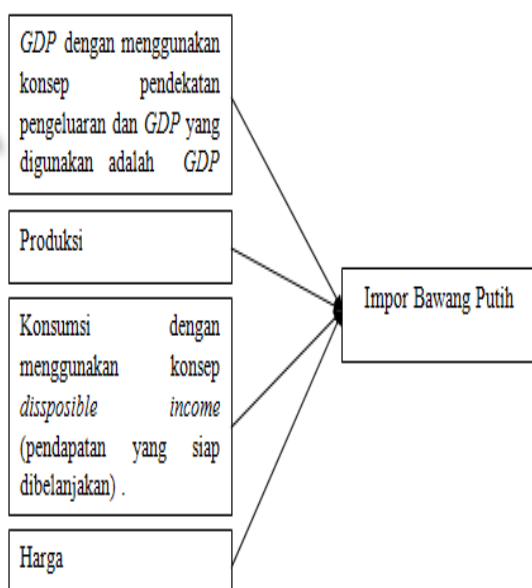 GDP dengan menggunakan
konsep pendekatan
pengeluaran dan GDP yang
digunakan adalah GDP
Produksi
Konsumsi dengan
menggunakan konsep
dissposible income
(pendapatan yang siap
dibelanjakan) .
Harga
Impor Bawang Putih